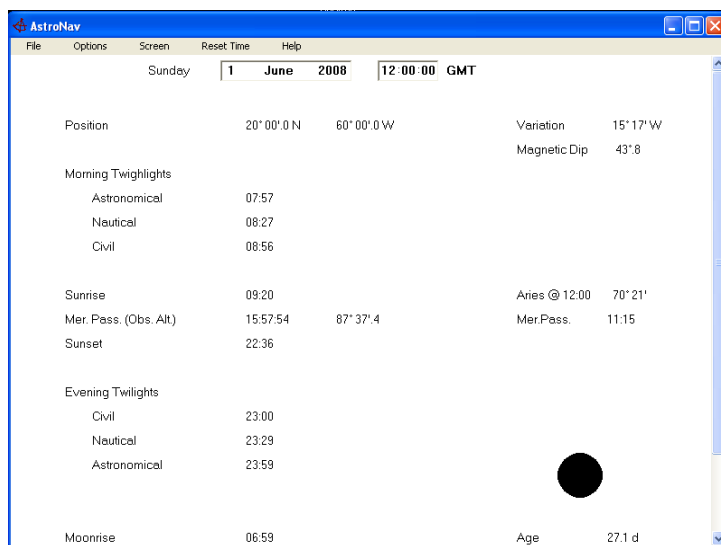 AstroNav
File Options Screen Reset Time Help
Sunday 1 June 2008 12:00:00 GMT
Position 20°00'.0 N 60°00'.0 W Variation 15°17' W
Magnetic Dip 43°.8
Morning Twighlights
Astronomical 07:57
Nautical 08:27
Civil 08:56
Sunrise 09:20 Aries @ 12:00 70°21'
Mer. Pass. (Obs. Alt.) 15:57:54 87°37'.4 Mer.Pass. 11:15
Sunset 22:36
Evening Twilights
Civil 23:00
Nautical 23:29
Astronomical 23:59
Moonrise 06:59 Age 27.1 d